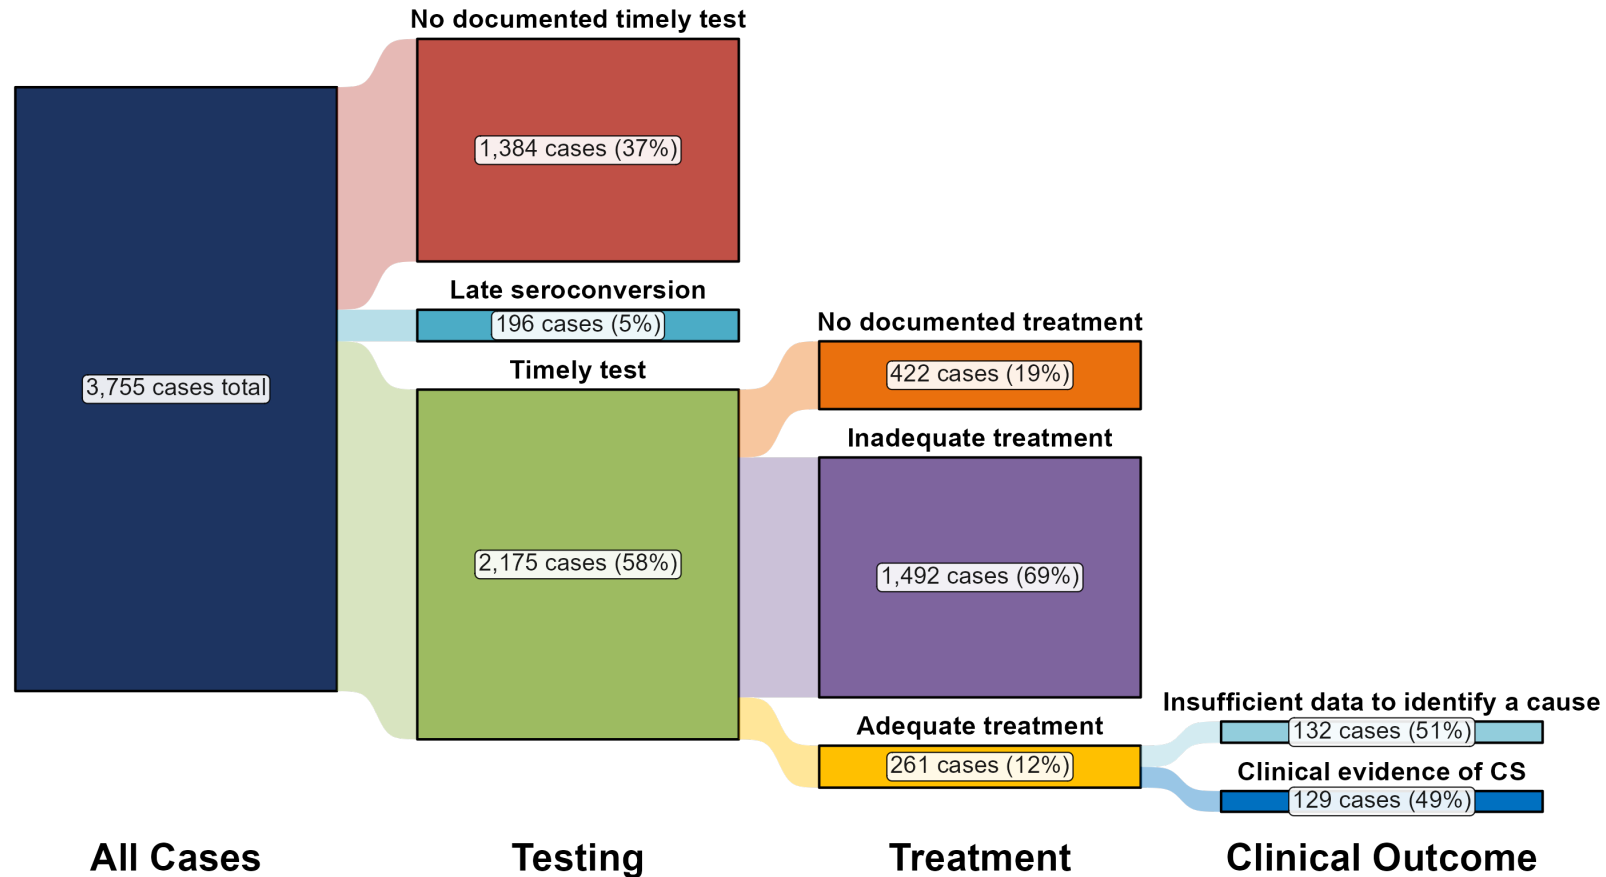 No documented timely test
1,384 cases (37%)
Late seroconversion
196 cases (5%)
No documented treatment
Timely test
422 cases (19%)
3,755 cases total
Inadequate treatment
2,175 cases (58%)
1,492 cases (69%)
Insufficient data to identify a cause
Adequate treatment
132 cases (51%)
261 cases (12%)
Clinical evidence of CS
129 cases (49%)
All Cases
Testing
Treatment
Clinical Outcome